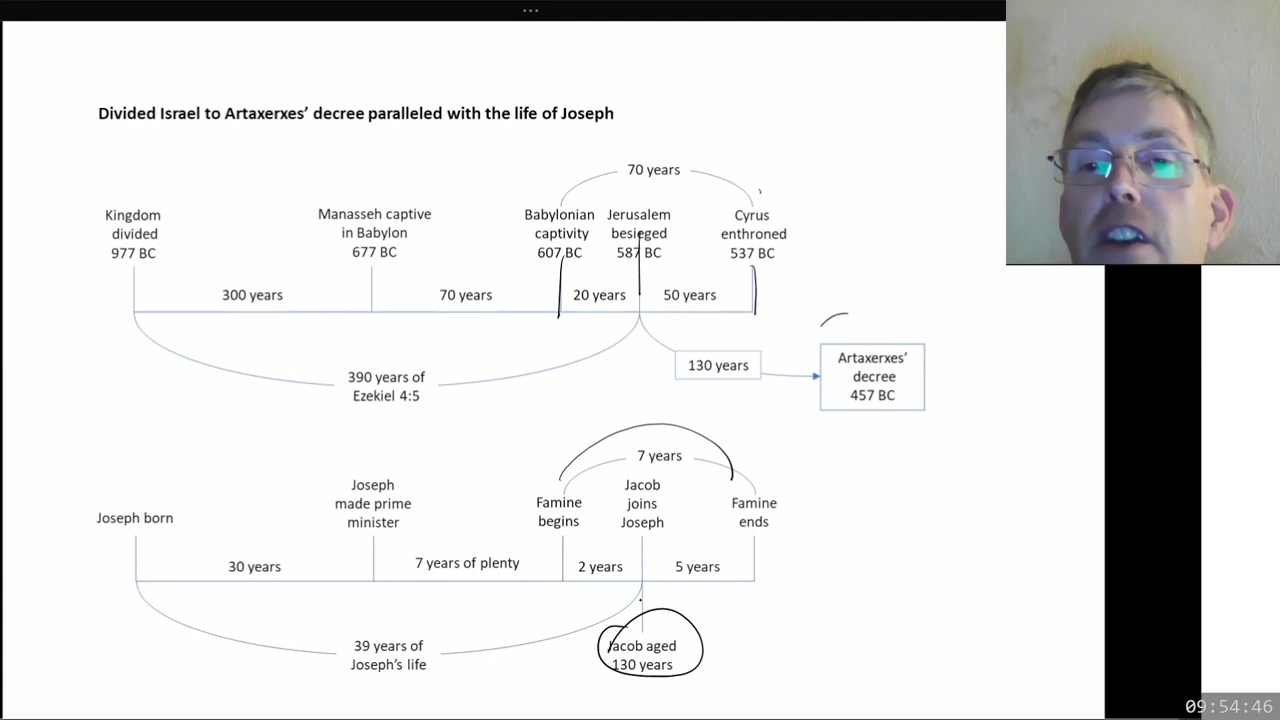 Divided Israel to Artaxerxes’ decree paralleled with the life of Joseph
70 years
Kingdom
divided
977 BC
Manasseh captive
in Babylon
677 BC
Babylonian
captivity
607 BC
Jerusalem
besieged
587 BC
Cyrus
enthroned
537 BC
300 years
70 years
20 years
50 years
390 years of
Ezekiel 4:5
130 years
Artaxerxes’
decree
457 BC
7 years
Joseph born
Joseph
made prime
minister
Famine
begins
Jacob
joins
Joseph
Famine
ends
30 years
7 years of plenty
2 years
5 years
39 years of
Joseph’s life
Jacob aged
130 years
09:54:46